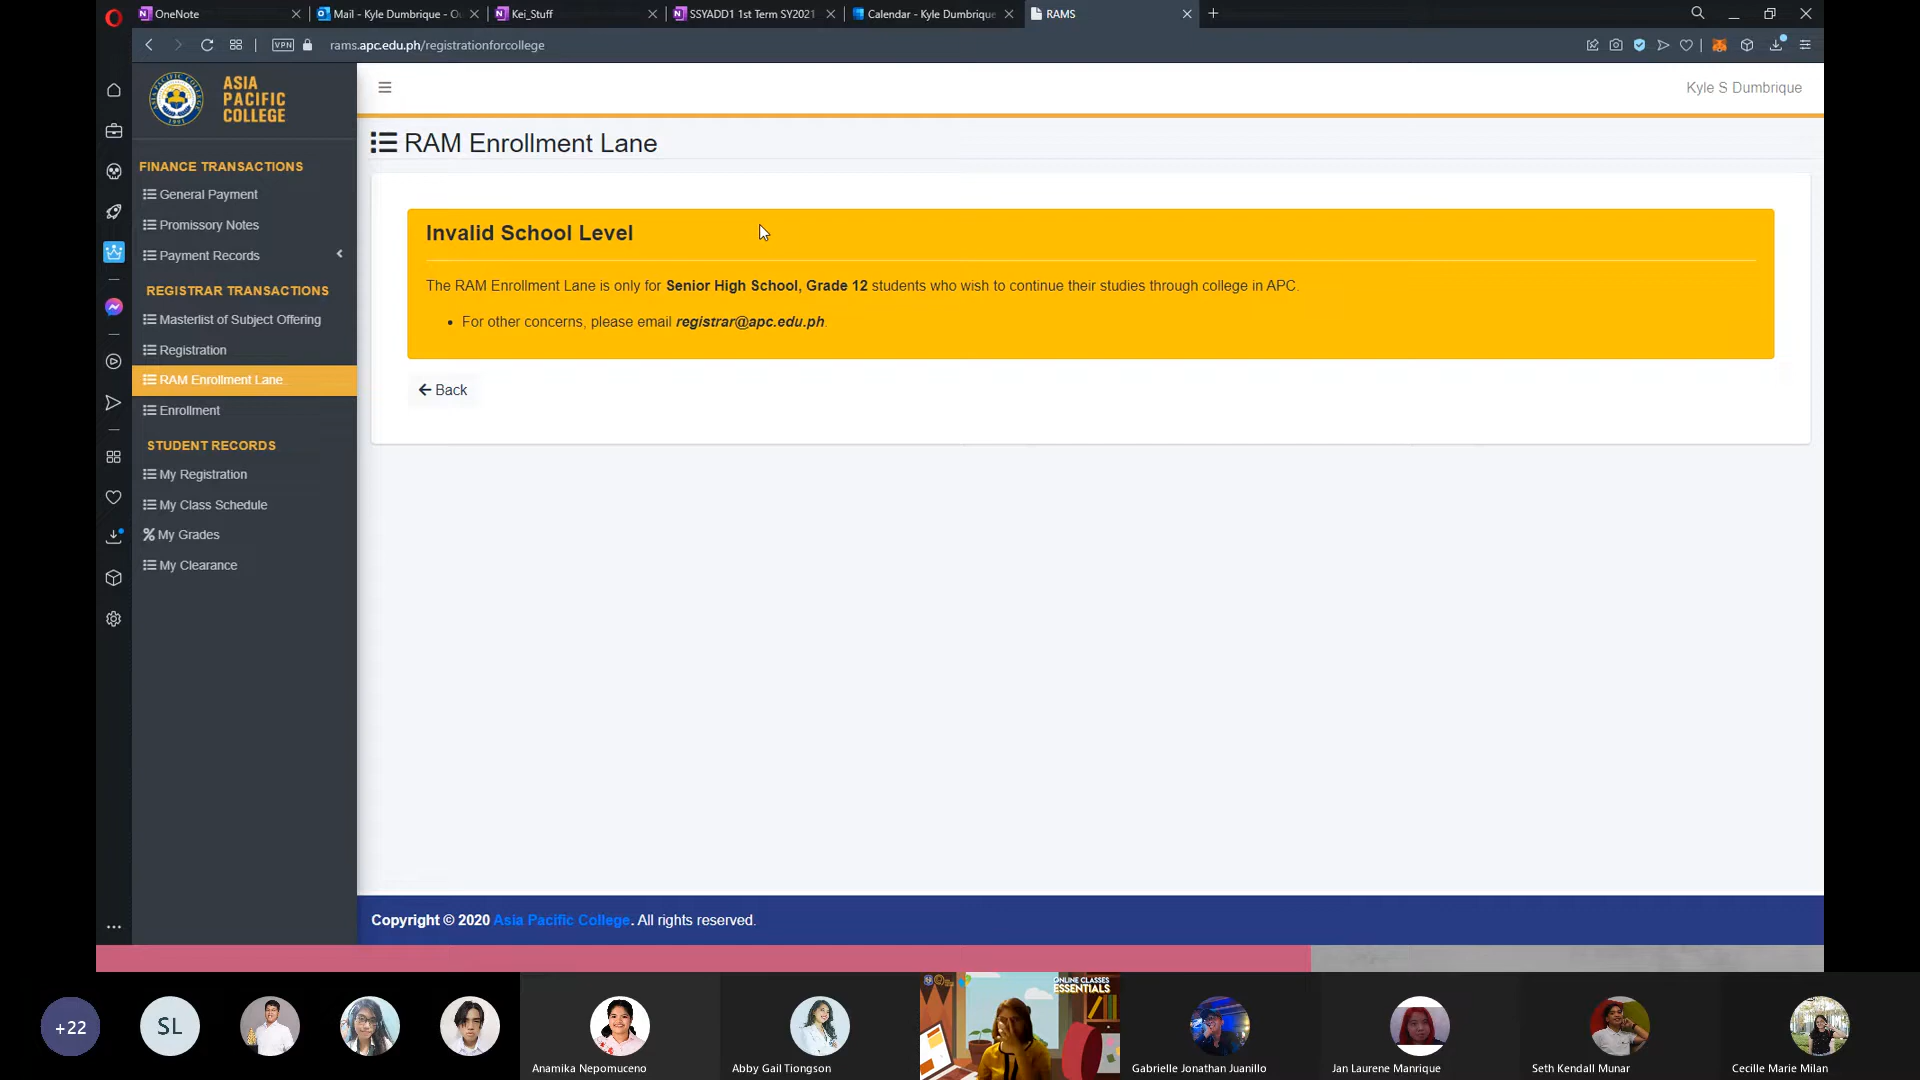 OneNote
Mail - Kyle Dumbrique - O
Kei_Stuff
SSYADD1 1st Term SY2021
Calendar - Kyle Dumbrique
RAMS
VPN
rams.apc.edu.ph/registrationforcollege
ASIA
PACIFIC
COLLEGE
Kyle S Dumbrique
FINANCE TRANSACTIONS
General Payment
Promissory Notes
Payment Records
REGISTRAR TRANSACTIONS
Masterlist of Subject Offering
Registration
RAM Enrollment Lane
Enrollment
STUDENT RECORDS
My Registration
My Class Schedule
My Grades
My Clearance
RAM Enrollment Lane
Invalid School Level
The RAM Enrollment Lane is only for Senior High School, Grade 12 students who wish to continue their studies through college in APC.
• For other concerns, please email registrar@apc.edu.ph.
Back
Copyright © 2020 Asia Pacific College. All rights reserved.
+22
SL
Anamika Nepomuceno
Abby Gail Tiongson
ONLINE CLASSES
ESSENTIALS
Gabrielle Jonathan Juanillo
Jan Laurene Manrique
Seth Kendall Munar
Cecille Marie Milan